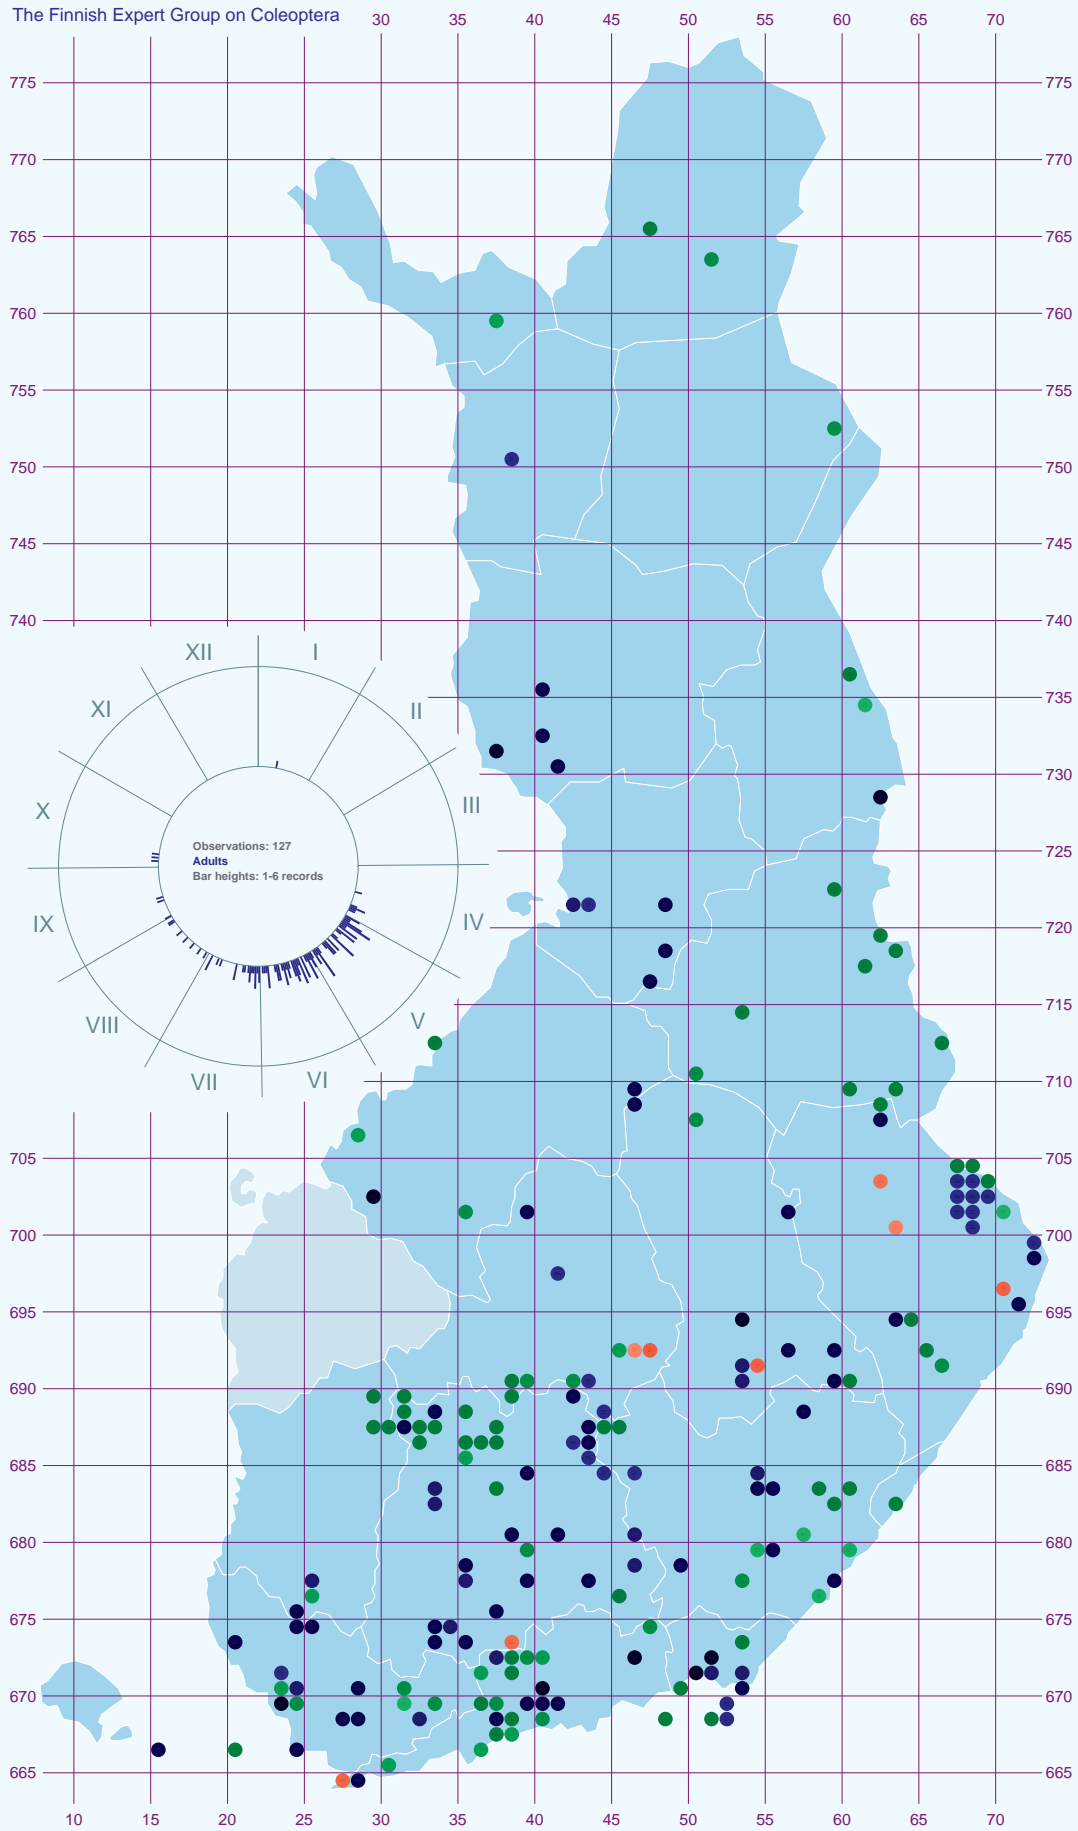 The Finnish Expert Group on Coleoptera
30 40 45 50 55 60 70
775 775
770 770
765 765
760 760
755 755
750 750
745 745
740 740
XII I
XI II
735
X III
730
Observations: 127
Adults
Bar heights: 1-6 records
725
IX IV
720
VIII V
715
VII VI
710
705 705
700 700
695 695
690 690
685 685
680 680
675 675
670 670
665 665
10 15 20 25 30 35 40 45 50 55 60 65 70